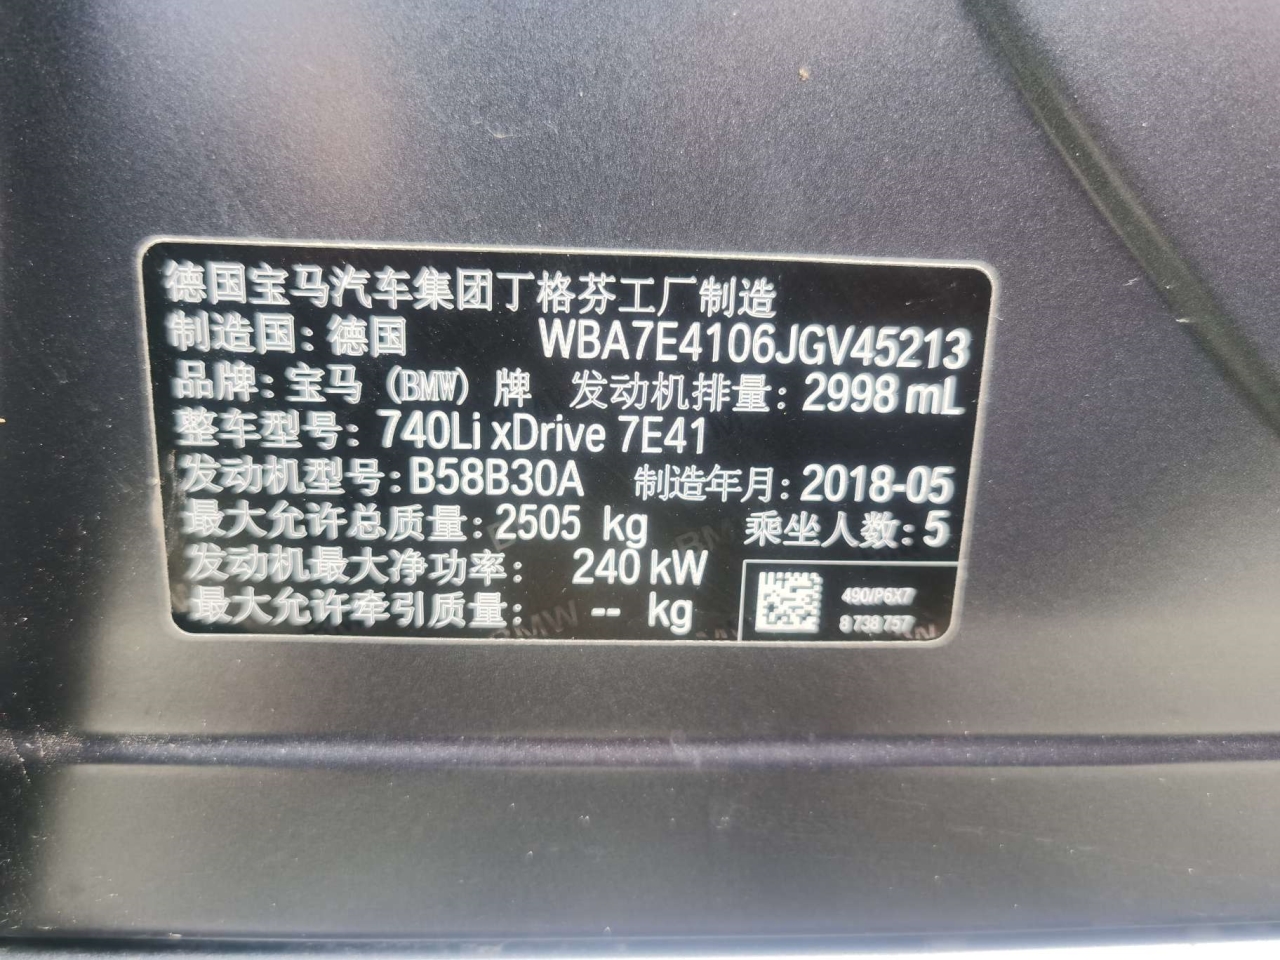 德国宝马汽车集团丁格芬工厂制造
制造国: 德国 WBA7E4106JGV45213
品牌: 宝马 (BMW) 牌 发动机排量: 2998 mL
整车型号: 740Li xDrive 7E41
发动机型号: B58B30A 制造年月: 2018-05
最大允许总质量: 2505 kg 乘坐人数: 5
发动机最大净功率: 240 kW
最大允许牵引质量: -- kg
490/P6X7
8 738 757